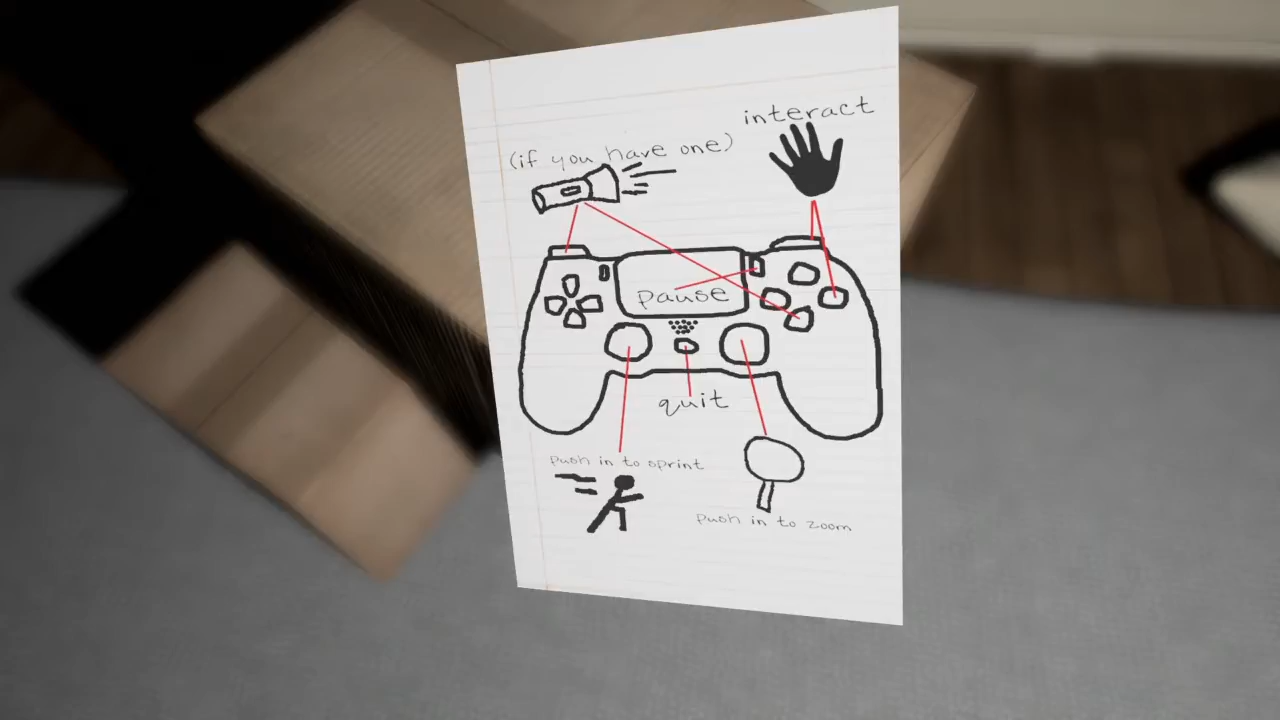 interact
(if you have one)
pause
quit
push in to sprint
push in to zoom